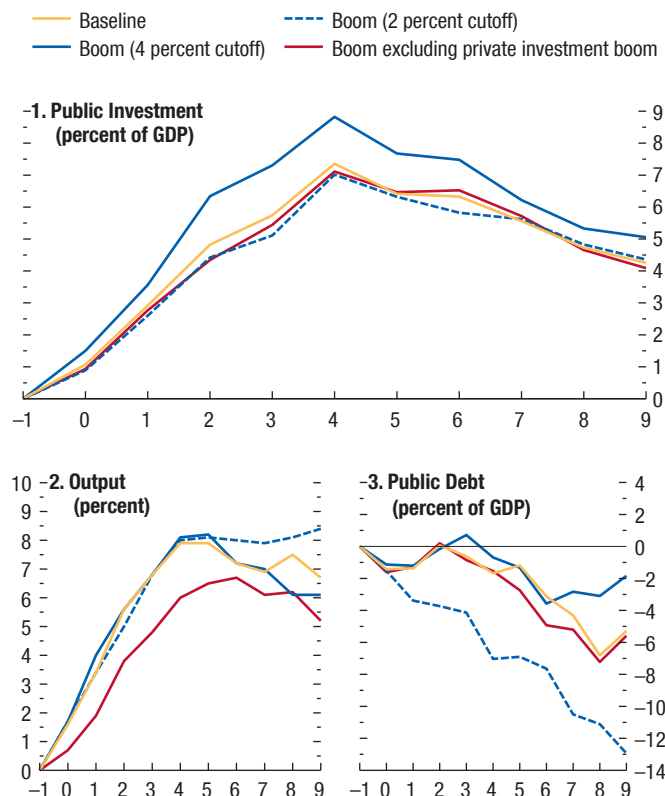 Baseline
Boom (2 percent cutoff)
Boom (4 percent cutoff)
Boom excluding private investment boom
1. Public Investment
(percent of GDP)
9
8
7
6
5
4
3
2
1
0
–1 0 1 2 3 4 5 6 7 8 9
2. Output
(percent)
10
9
8
7
6
5
4
3
2
1
0
–1 0 1 2 3 4 5 6 7 8 9
3. Public Debt
(percent of GDP)
4
2
0
–2
–4
–6
–8
–10
–12
–14
–1 0 1 2 3 4 5 6 7 8 9